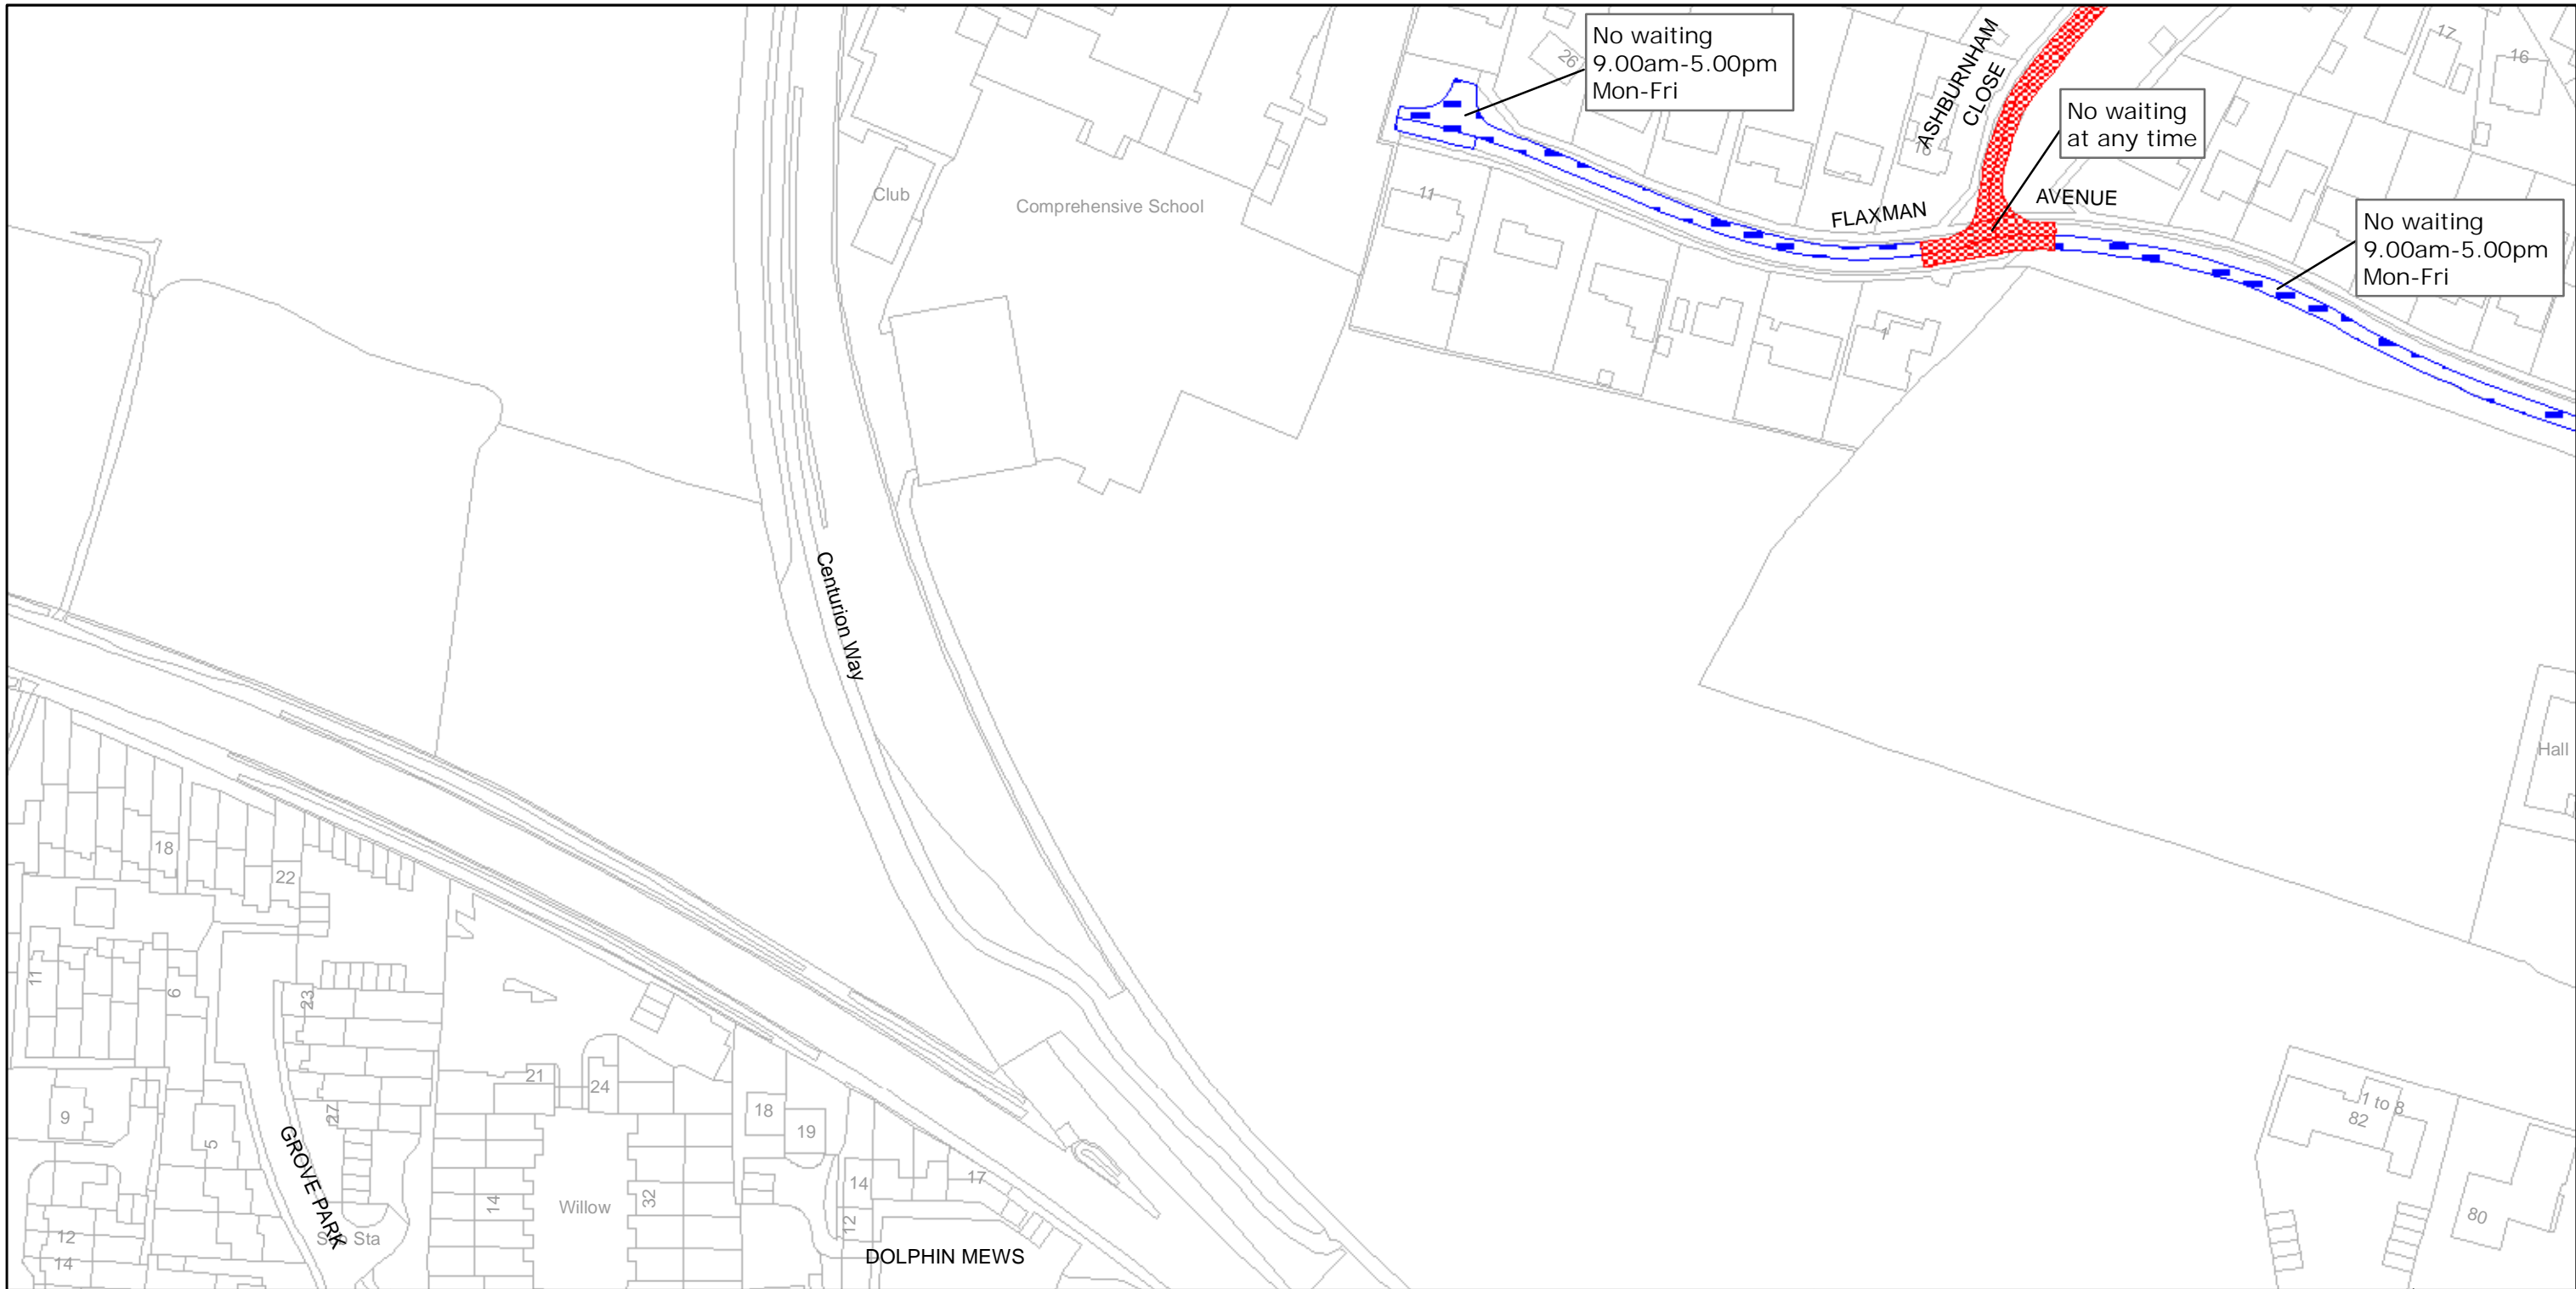 No waiting
9.00am-5.00pm
Mon-Fri
26
ASHBURNHAM
CLOSE
17
16
No waiting
at any time
Club
Comprehensive School
11
FLAXMAN
AVENUE
No waiting
9.00am-5.00pm
Mon-Fri
Centurion Way
Hall
18
22
11
6
23
9
5
27
GROVE PARK
21
24
18
19
14
Willow
32
14
12
17
12
14
Sta
DOLPHIN MEWS
1 to 8
82
80